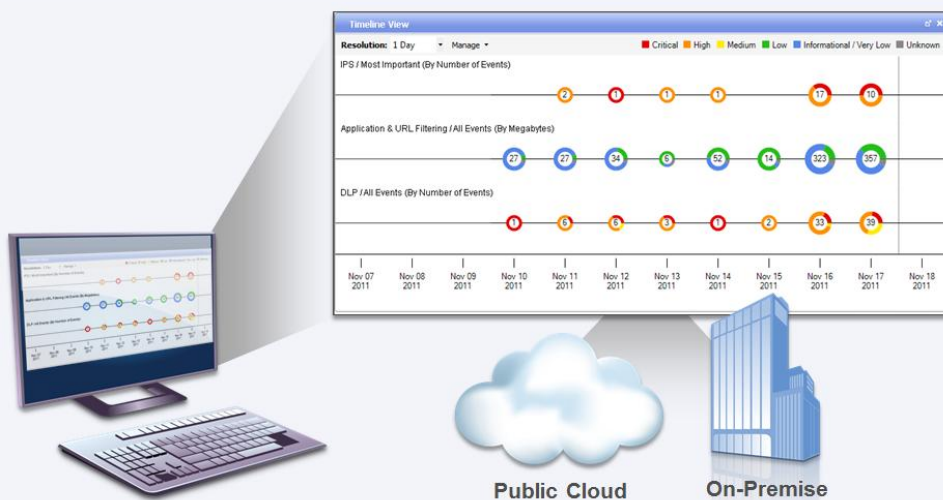 Timeline View
Resolution: 1 Day Manage
Critical High Medium Low Informational / Very Low Unknown
IPS / Most Important (By Number of Events)
2 1 1 1 17 10
Application & URL Filtering / All Events (By Megabytes)
27 27 34 6 52 14 323 357
DLP / All Events (By Number of Events)
1 6 6 3 1 2 33 39
Nov 07 Nov 08 Nov 09 Nov 10 Nov 11 Nov 12 Nov 13 Nov 14 Nov 15 Nov 16 Nov 17 Nov 18
2011 2011 2011 2011 2011 2011 2011 2011 2011 2011 2011 2011
Public Cloud On-Premise